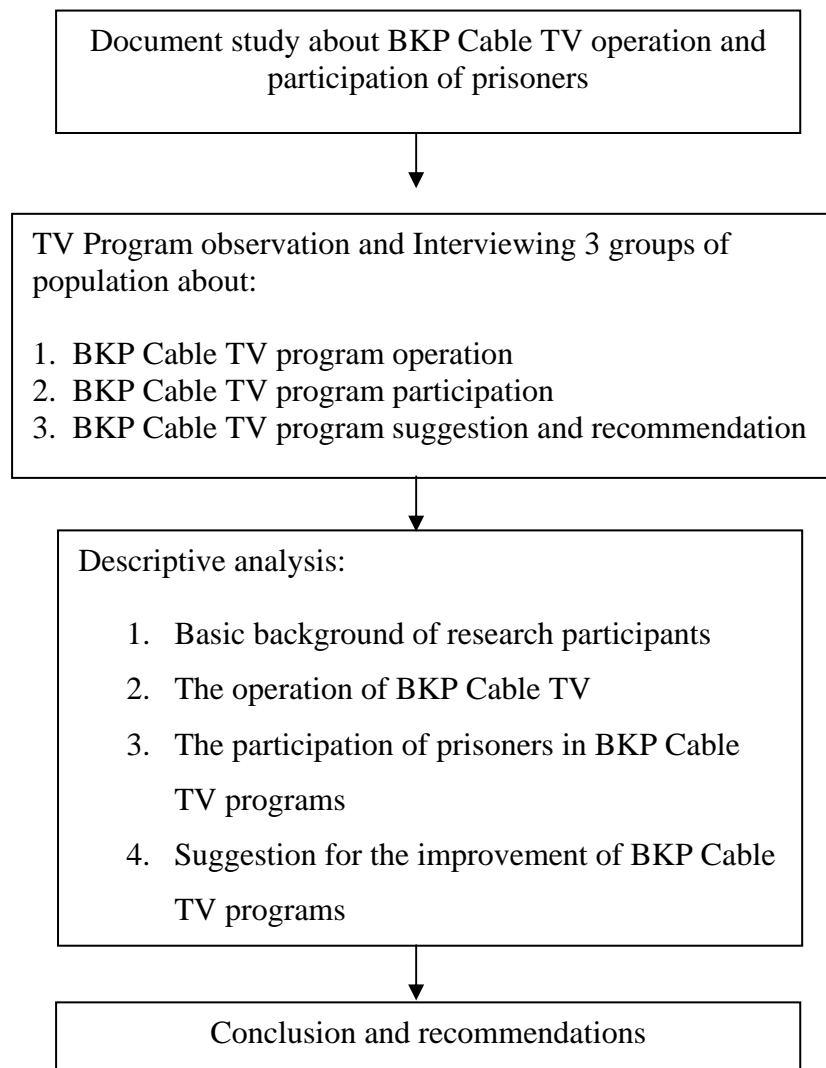 Document study about BKP Cable TV operation and
participation of prisoners
TV Program observation and Interviewing 3 groups of
population about:
1. BKP Cable TV program operation
2. BKP Cable TV program participation
3. BKP Cable TV program suggestion and recommendation
Descriptive analysis:
1. Basic background of research participants
2. The operation of BKP Cable TV
3. The participation of prisoners in BKP Cable
TV programs
4. Suggestion for the improvement of BKP Cable
TV programs
Conclusion and recommendations